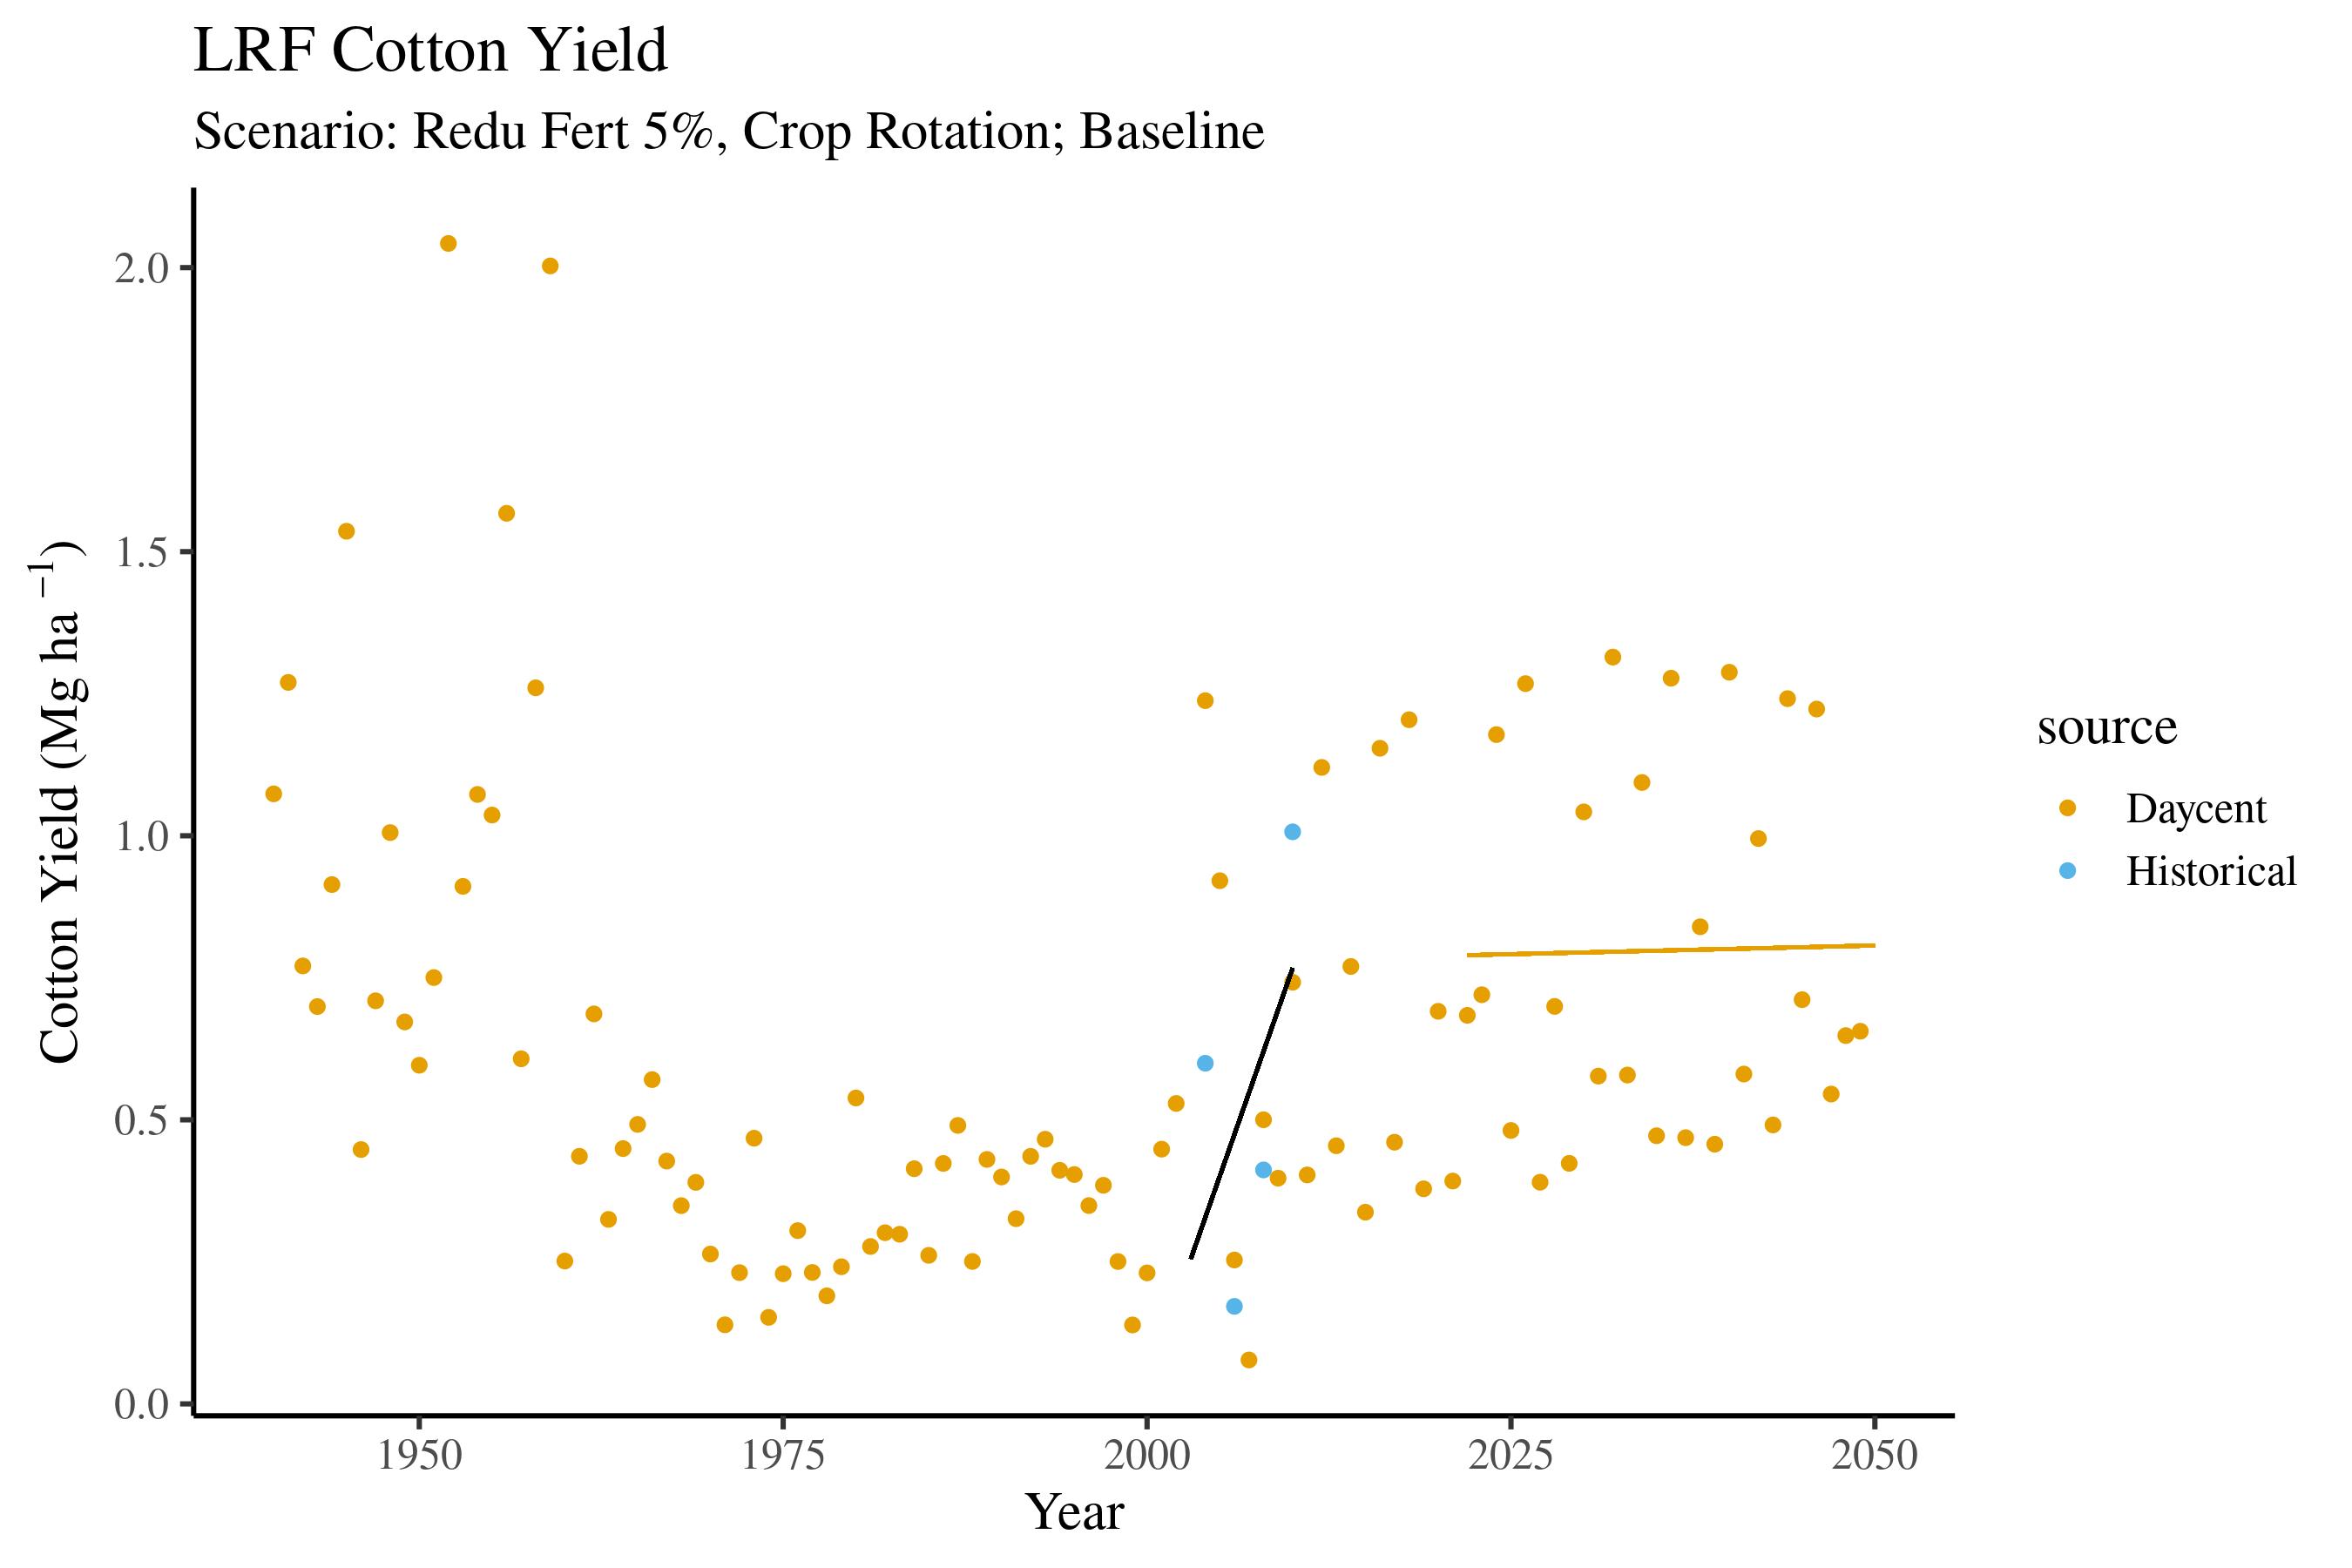 LRF Cotton Yield
Scenario: Redu Fert 5%, Crop Rotation; Baseline
Cotton Yield (Mg ha ⁻¹)
2.0
1.5
1.0
0.5
0.0
1950 1975 2000 2025 2050
Year
source
Daycent
Historical